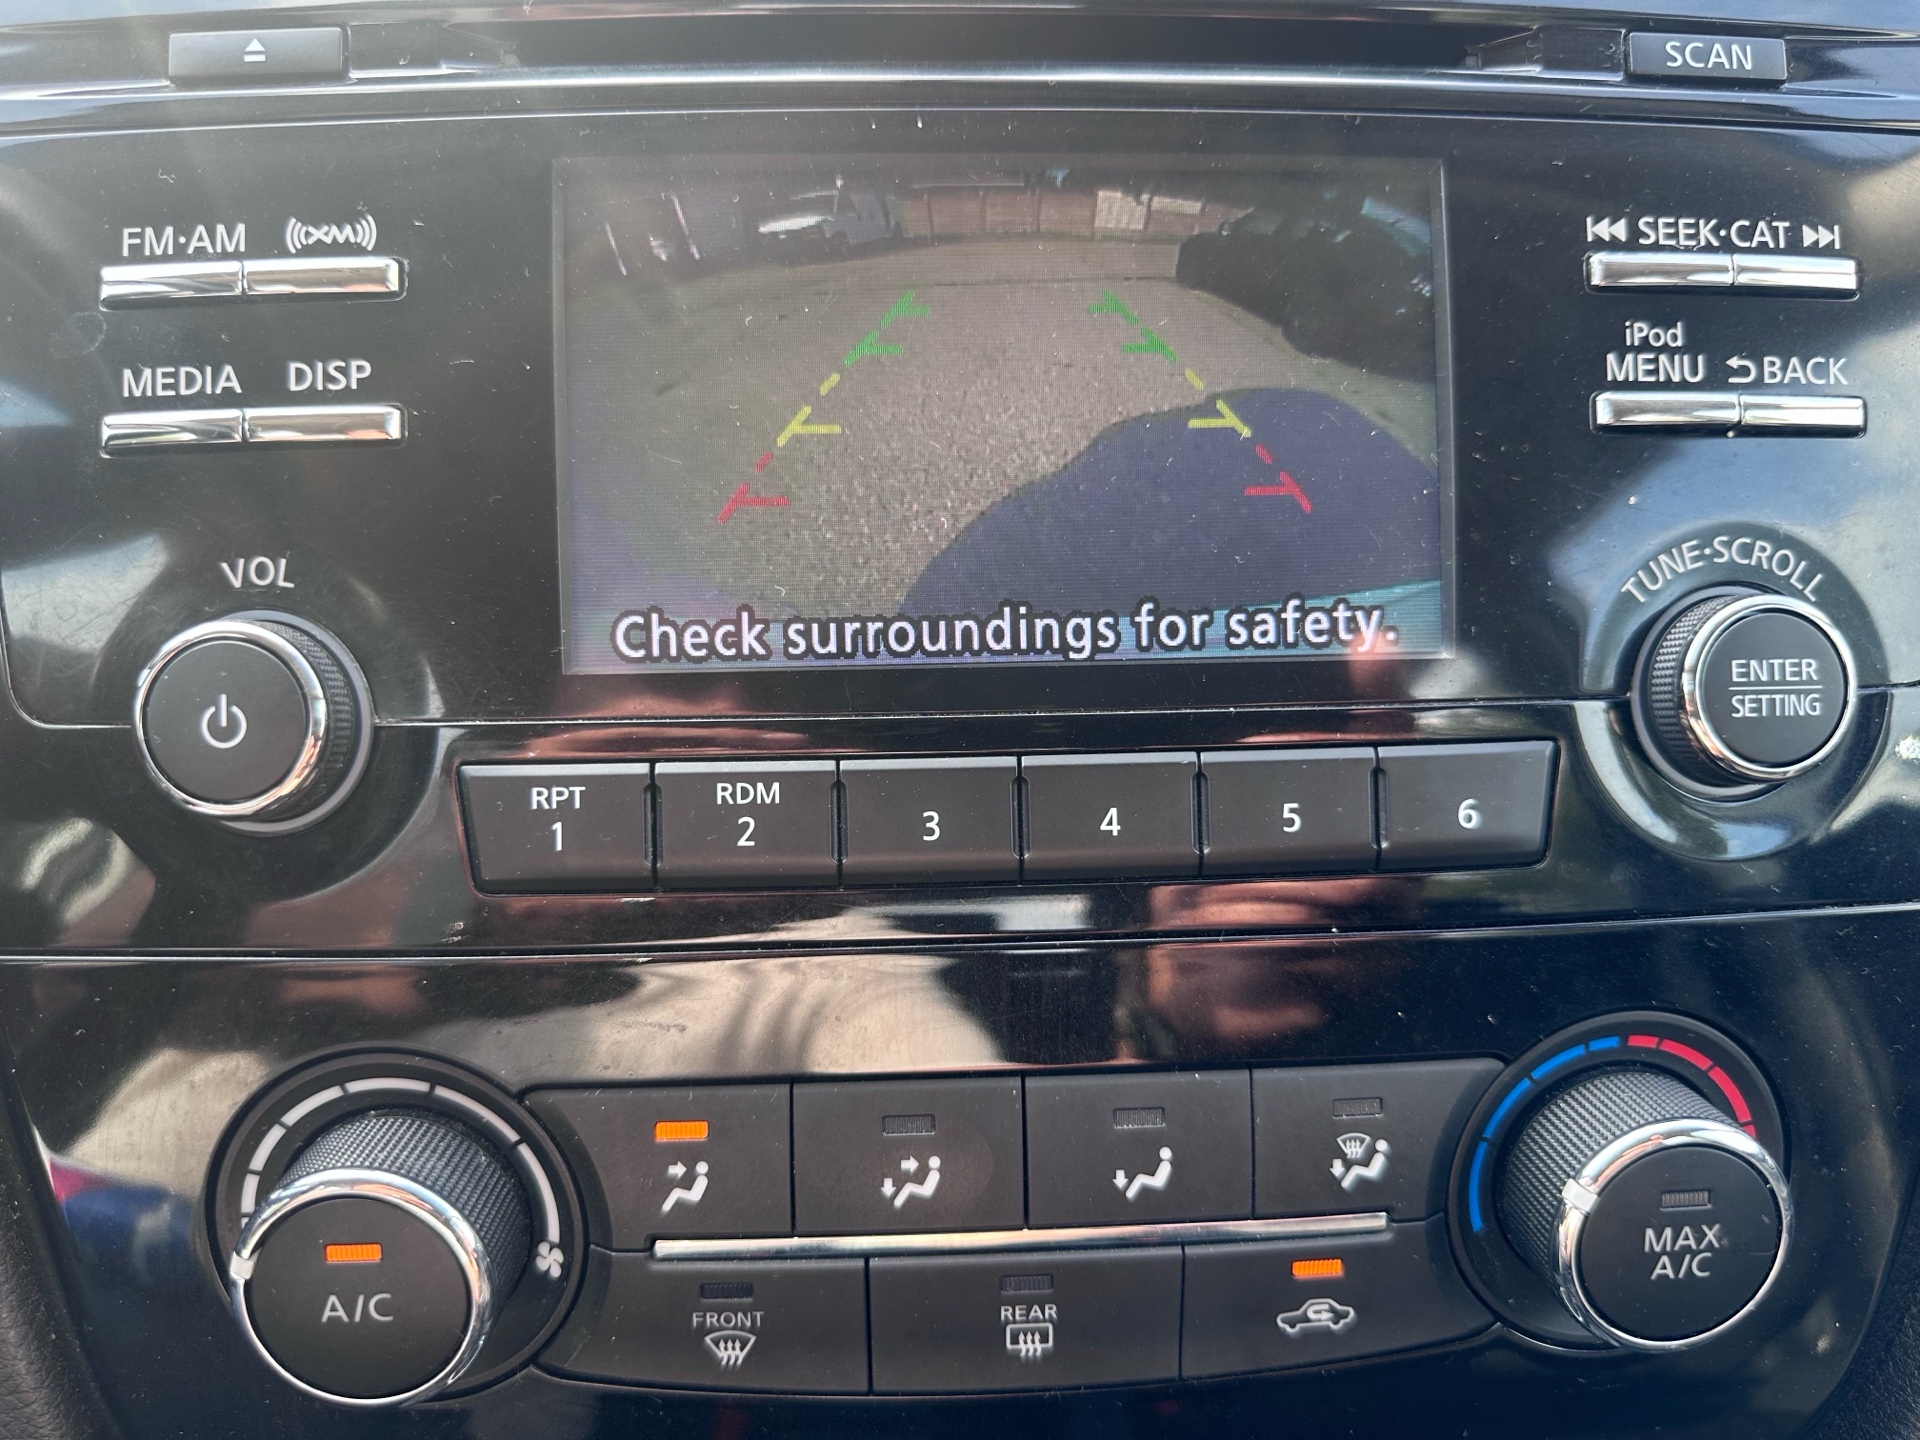 SCAN
FM·AM
XM
SEEK·CAT
MEDIA
DISP
iPod
MENU
BACK
VOL
TUNE·SCROLL
Check surroundings for safety.
ENTER
SETTING
RPT
1
RDM
2
3
4
5
6
A/C
FRONT
REAR
MAX
A/C